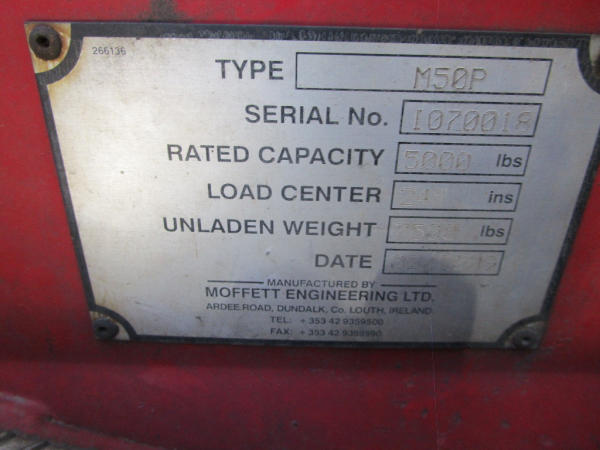 266136
TYPE M50P
SERIAL No. I070018
RATED CAPACITY 5000 lbs
LOAD CENTER ins
UNLADEN WEIGHT lbs
DATE
MANUFACTURED BY
MOFFETT ENGINEERING LTD.
ARDEE ROAD, DUNDALK, Co. LOUTH, IRELAND
TEL: + 353 42 9359500
FAX: + 353 42